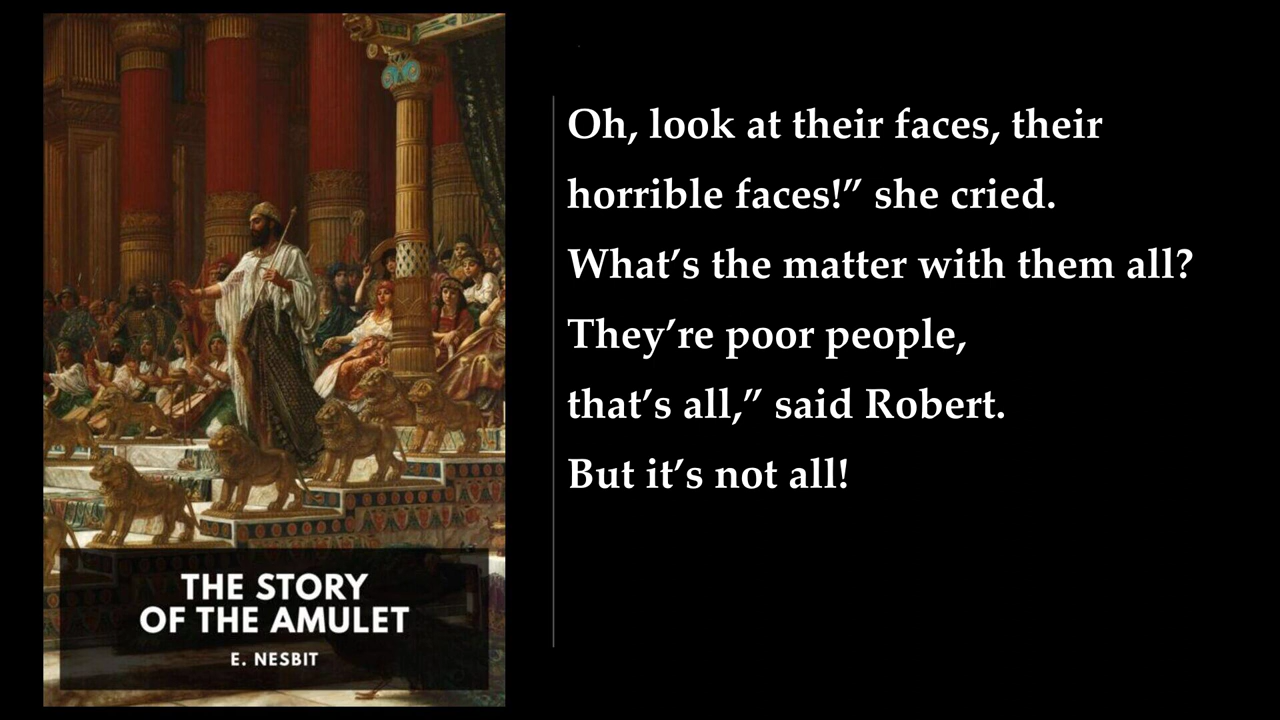 Oh, look at their faces, their
horrible faces!” she cried.
What’s the matter with them all?
They’re poor people,
that’s all,” said Robert.
But it’s not all!
THE STORY
OF THE AMULET
E. NESBIT